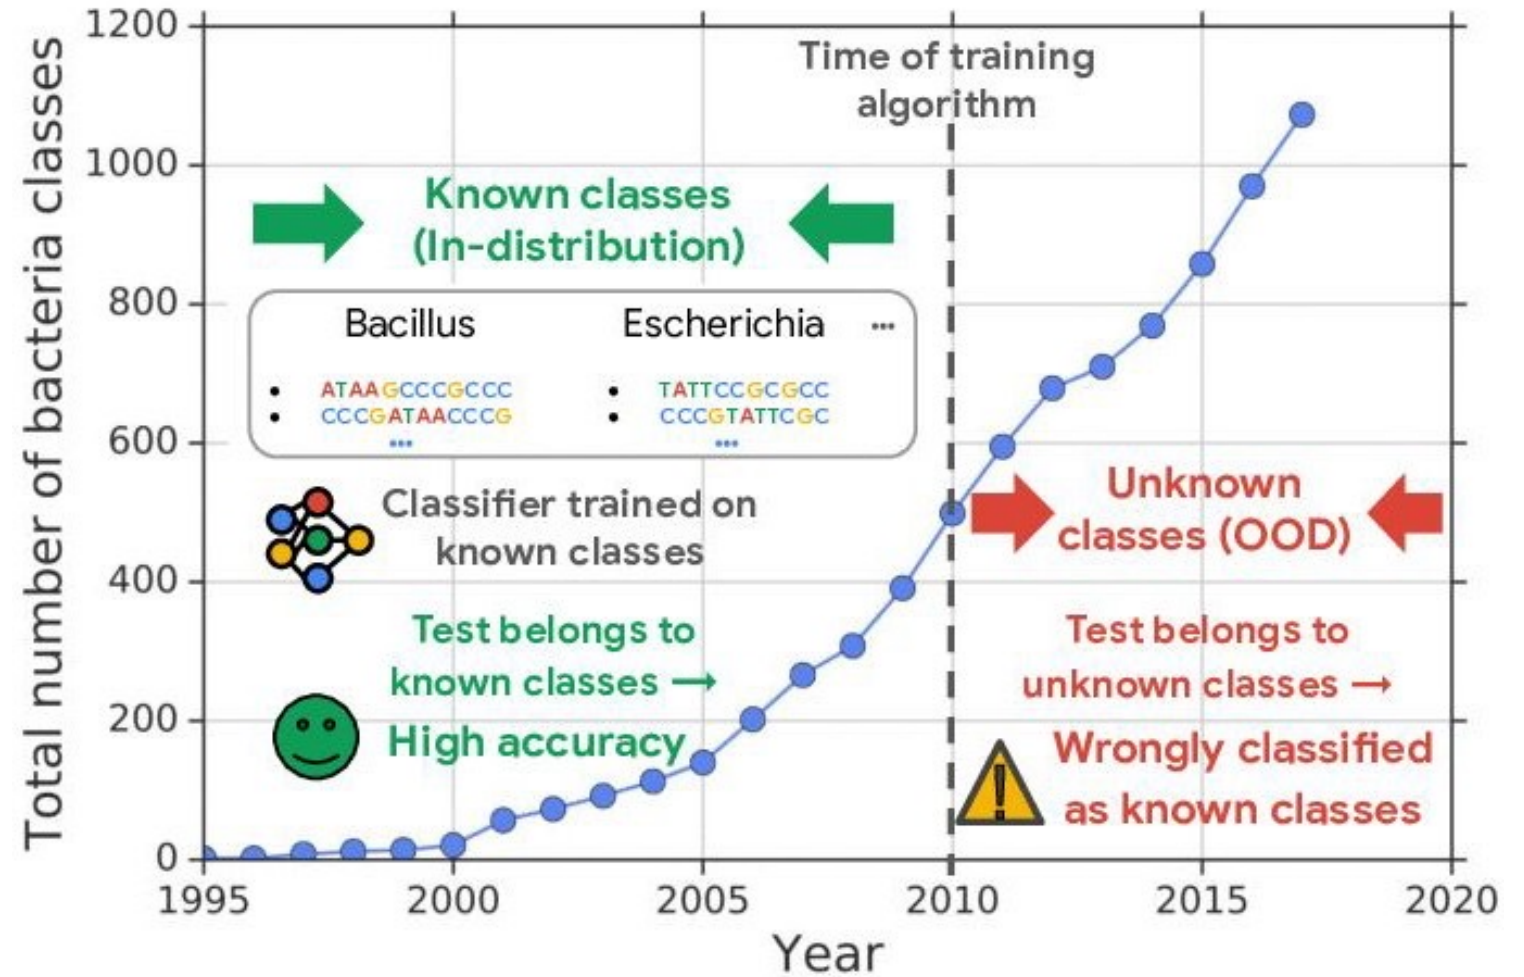 Total number of bacteria classes
1200
1000
800
600
400
200
0
Time of training
algorithm
Known classes
(In-distribution)
Bacillus
Escherichia
...
• ATAAGCCCGCCC
• CCCGATAACCCG
...
• TATTCCGCGCC
• CCCGTATTCGC
...
Classifier trained on
known classes
Test belongs to
known classes →
High accuracy
Unknown
classes (OOD)
Test belongs to
unknown classes →
!
Wrongly classified
as known classes
1995
2000
2005
2010
2015
2020
Year